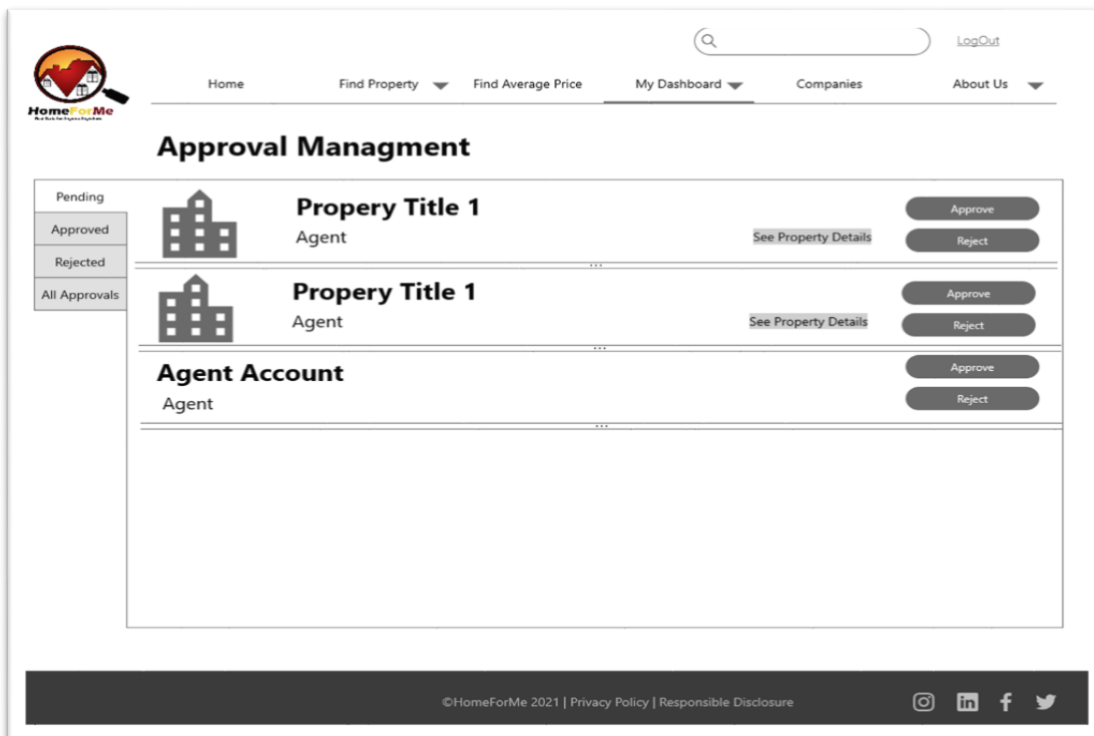 LogOut
HomeForMe
Home Find Property Find Average Price My Dashboard Companies About Us
Approval Managment
Pending
Approved
Rejected
All Approvals
Propery Title 1
Agent
See Property Details
Approve
Reject
...
Propery Title 1
Agent
See Property Details
Approve
Reject
...
Agent Account
Agent
Approve
Reject
...
©HomeForMe 2021 | Privacy Policy | Responsible Disclosure